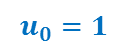 u₀ = 1